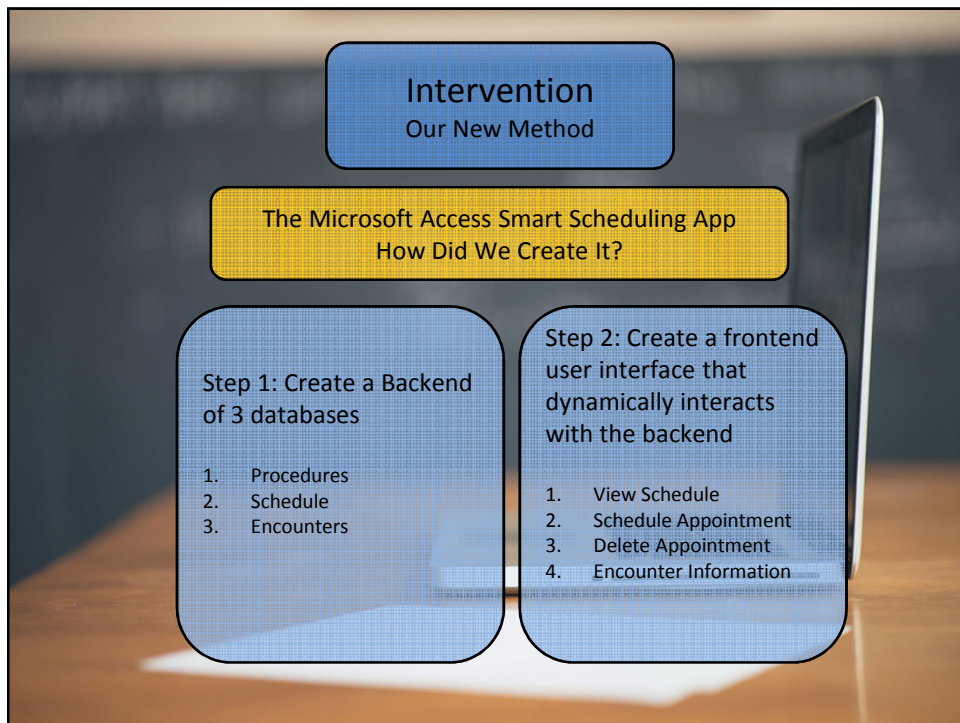 Intervention
Our New Method
The Microsoft Access Smart Scheduling App
How Did We Create It?
Step 1: Create a Backend
of 3 databases
1. Procedures
2. Schedule
3. Encounters
Step 2: Create a frontend
user interface that
dynamically interacts
with the backend
1. View Schedule
2. Schedule Appointment
3. Delete Appointment
4. Encounter Information